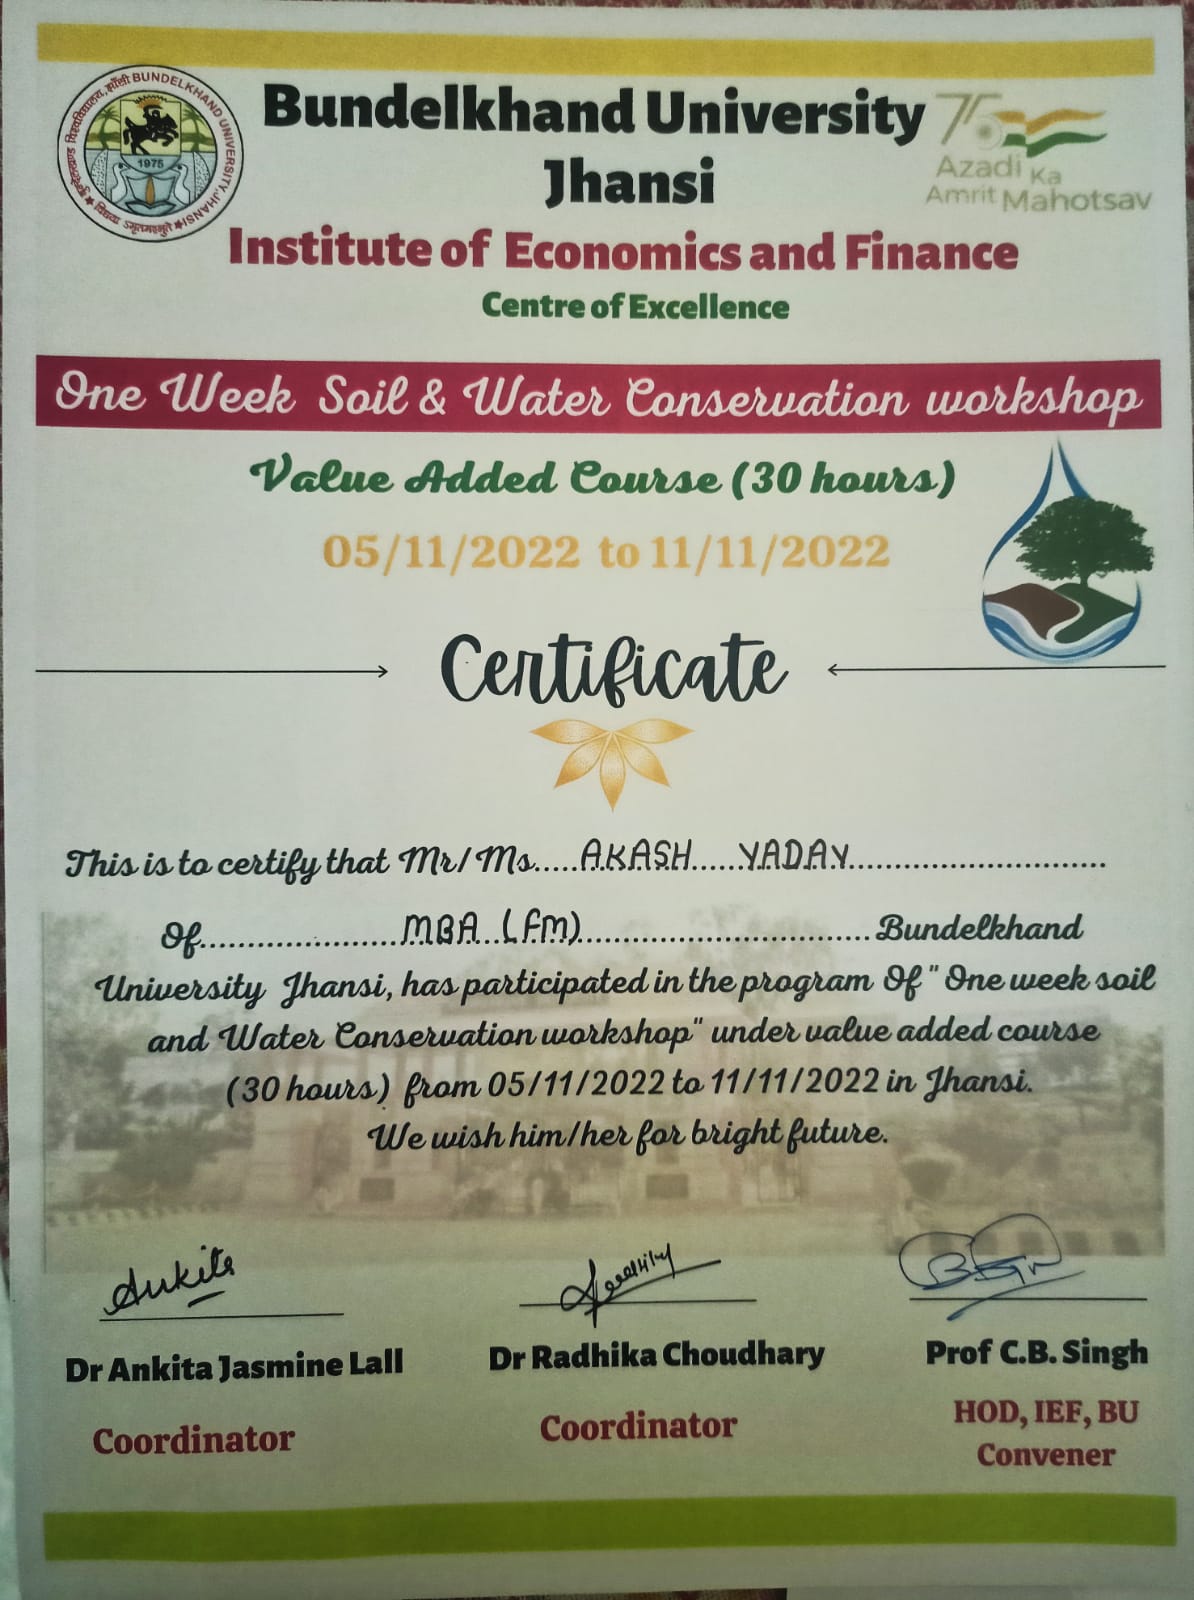 बुन्देलखण्ड विश्वविद्यालय, झाँसी BUNDELKHAND UNIVERSITY, JHANSI
1975
Bundelkhand University
Jhansi
75
Azadi Ka
Amrit Mahotsav
Institute of Economics and Finance
Centre of Excellence
One Week Soil & Water Conservation workshop
Value Added Course (30 hours)
05/11/2022 to 11/11/2022
Certificate
This is to certify that Mr/Ms.....AKASH.....YADAV..............................
Of.....................MBA (FM)................................Bundelkhand
University Jhansi, has participated in the program Of " One week soil
and Water Conservation workshop" under value added course
(30 hours) from 05/11/2022 to 11/11/2022 in Jhansi.
We wish him/her for bright future.
Ankita
Dr Ankita Jasmine Lall
Dr Radhika Choudhary
Prof C.B. Singh
Coordinator
Coordinator
HOD, IEF, BU
Convener